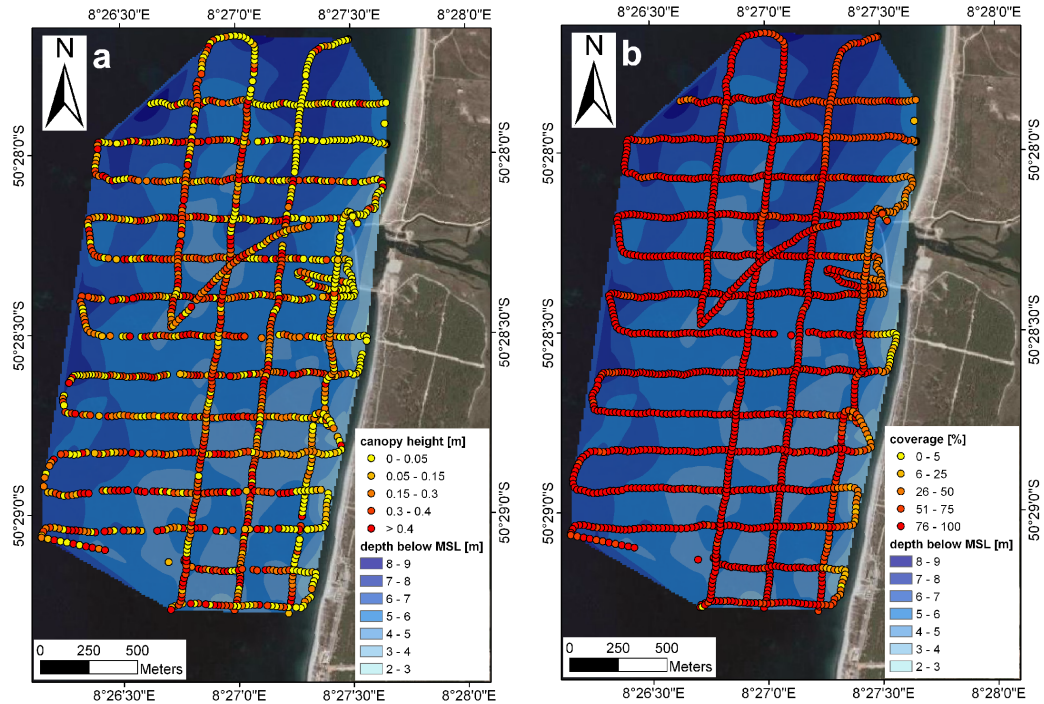 8°26'30"E 8°27'0"E 8°27'30"E 8°28'0"E
N
a
50°28'0"S
50°28'0"S
50°28'30"S
50°28'30"S
50°29'0"S
50°29'0"S
canopy height [m]
0 - 0.05
0.05 - 0.15
0.15 - 0.3
0.3 - 0.4
> 0.4
depth below MSL [m]
8 - 9
7 - 8
6 - 7
5 - 6
4 - 5
3 - 4
2 - 3
0 250 500
Meters
8°26'30"E 8°27'0"E 8°27'30"E 8°28'0"E
8°26'30"E 8°27'0"E 8°27'30"E 8°28'0"E
N
b
50°28'0"S
50°28'0"S
50°28'30"S
50°28'30"S
50°29'0"S
50°29'0"S
coverage [%]
0 - 5
6 - 25
26 - 50
51 - 75
76 - 100
depth below MSL [m]
8 - 9
7 - 8
6 - 7
5 - 6
4 - 5
3 - 4
2 - 3
0 250 500
Meters
8°26'30"E 8°27'0"E 8°27'30"E 8°28'0"E